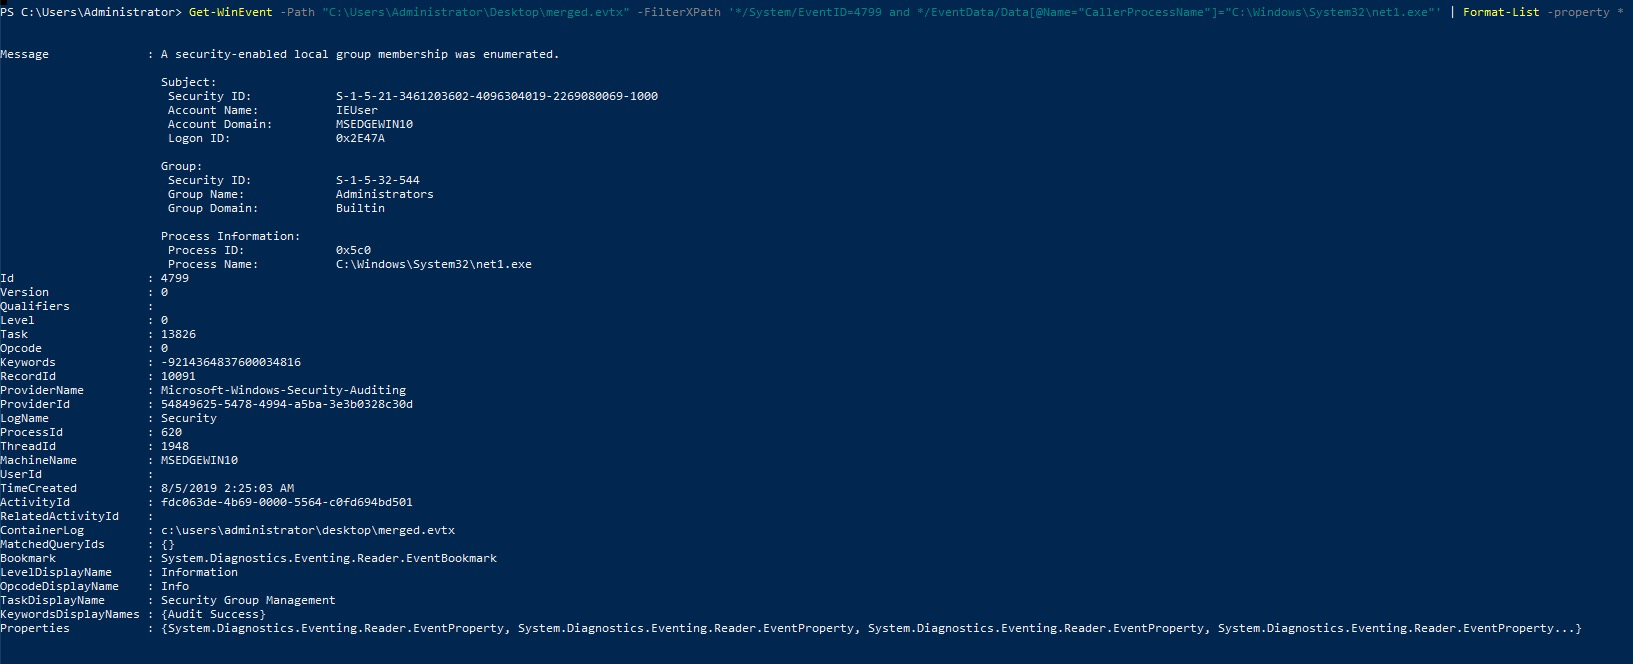 PS C:\Users\Administrator> Get-WinEvent -Path "C:\Users\Administrator\Desktop\merged.evtx" -FilterXPath '*/System/EventID=4799 and */EventData/Data[@Name="CallerProcessName"]="C:\Windows\System32\net1.exe"' | Format-List -property *
Message : A security-enabled local group membership was enumerated.
Subject:
Security ID: S-1-5-21-3461203602-4096304019-2269080069-1000
Account Name: IEUser
Account Domain: MSEDGEWIN10
Logon ID: 0x2E47A
Group:
Security ID: S-1-5-32-544
Group Name: Administrators
Group Domain: Builtin
Process Information:
Process ID: 0x5c0
Process Name: C:\Windows\System32\net1.exe
Id : 4799
Version : 0
Qualifiers :
Level : 0
Task : 13826
Opcode : 0
Keywords : -9214364837600034816
RecordId : 10091
ProviderName : Microsoft-Windows-Security-Auditing
ProviderId : 54849625-5478-4994-a5ba-3e3b0328c30d
LogName : Security
ProcessId : 620
ThreadId : 1948
MachineName : MSEDGEWIN10
UserId :
TimeCreated : 8/5/2019 2:25:03 AM
ActivityId : fdc063de-4b69-0000-5564-c0fd694bd501
RelatedActivityId :
ContainerLog : c:\users\administrator\desktop\merged.evtx
MatchedQueryIds : {}
Bookmark : System.Diagnostics.Eventing.Reader.EventBookmark
LevelDisplayName : Information
OpcodeDisplayName : Info
TaskDisplayName : Security Group Management
KeywordsDisplayNames : {Audit Success}
Properties : {System.Diagnostics.Eventing.Reader.EventProperty, System.Diagnostics.Eventing.Reader.EventProperty, System.Diagnostics.Eventing.Reader.EventProperty, System.Diagnostics.Eventing.Reader.EventProperty...}